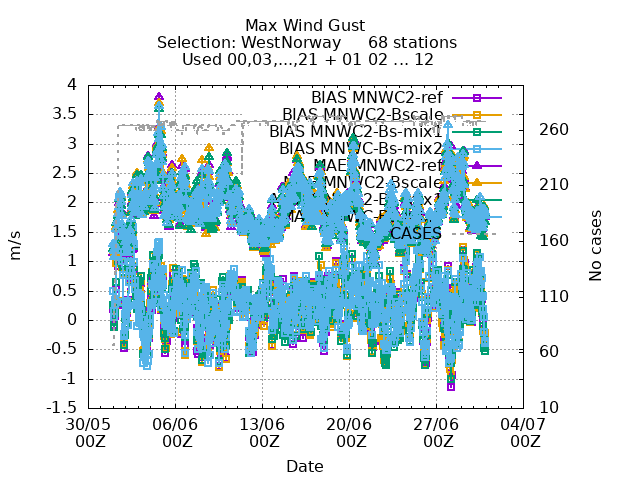 Max Wind Gust
Selection: WestNorway 68 stations
Used 00,03,...,21 + 01 02 ... 12
4
3.5
3
2.5
2
1.5
1
0.5
0
-0.5
-1
-1.5
m/s
BIAS MNWC2-ref
BIAS MNWC2-Bscale
BIAS MNWC-Bs-mix1
BIAS MNWC-Bs-mix2
MAE MNWC2-ref
MNWC2-Bscale
CASES
260
210
160
110
60
10
No cases
30/05 06/06 13/06 20/06 27/06 04/07
00Z 00Z 00Z 00Z 00Z 00Z
Date